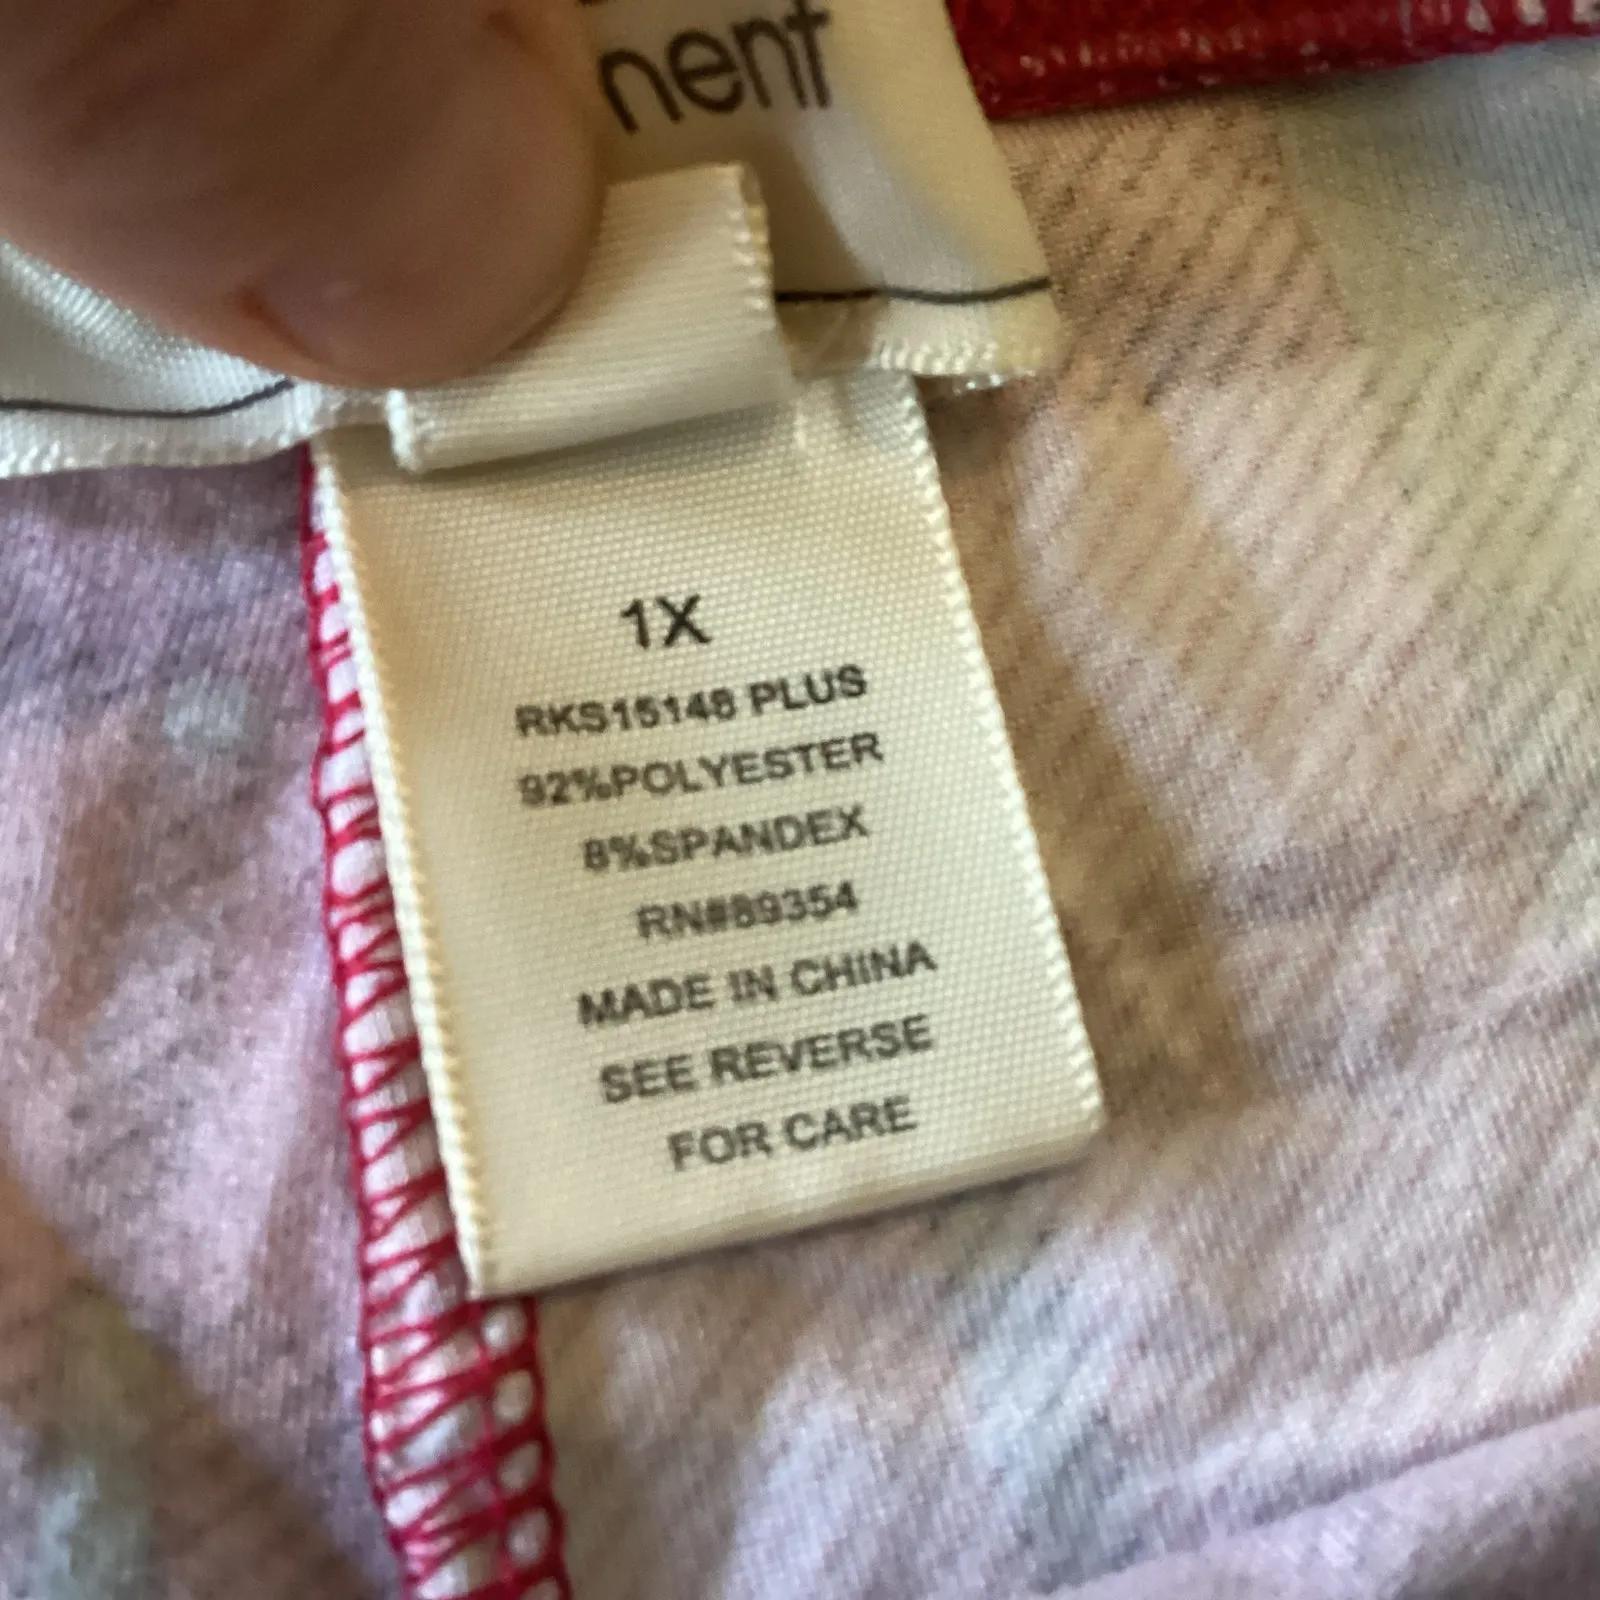 nent
1X
RKS15148 PLUS
92%POLYESTER
8%SPANDEX
RN#89354
MADE IN CHINA
SEE REVERSE
FOR CARE